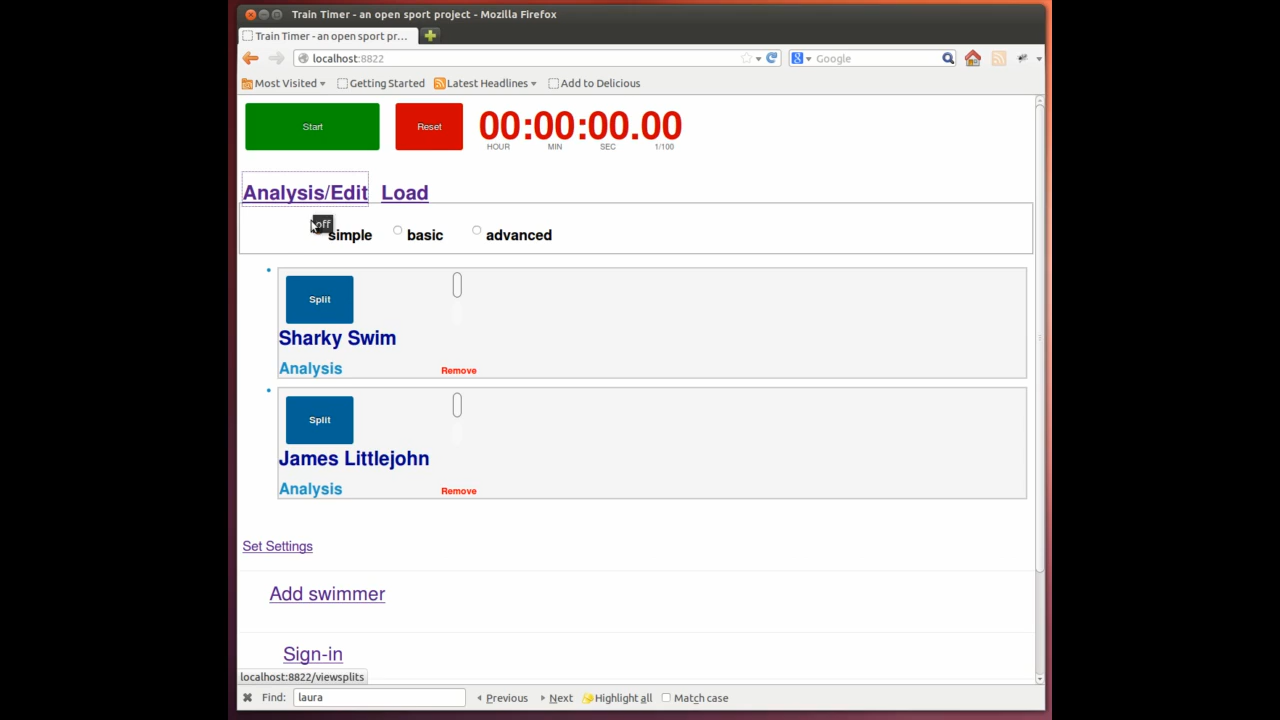 Train Timer - an open sport project - Mozilla Firefox
Train Timer - an open sport pr...
localhost:8822
Google
Most Visited
Getting Started
Latest Headlines
Add to Delicious
Start
Reset
00:00:00.00
HOUR MIN SEC 1/100
Analysis/Edit Load
off
simple basic advanced
Split
Sharky Swim
Analysis Remove
Split
James Littlejohn
Analysis Remove
Set Settings
Add swimmer
Sign-in
localhost:8822/viewsplits
Find: laura Previous Next Highlight all Match case